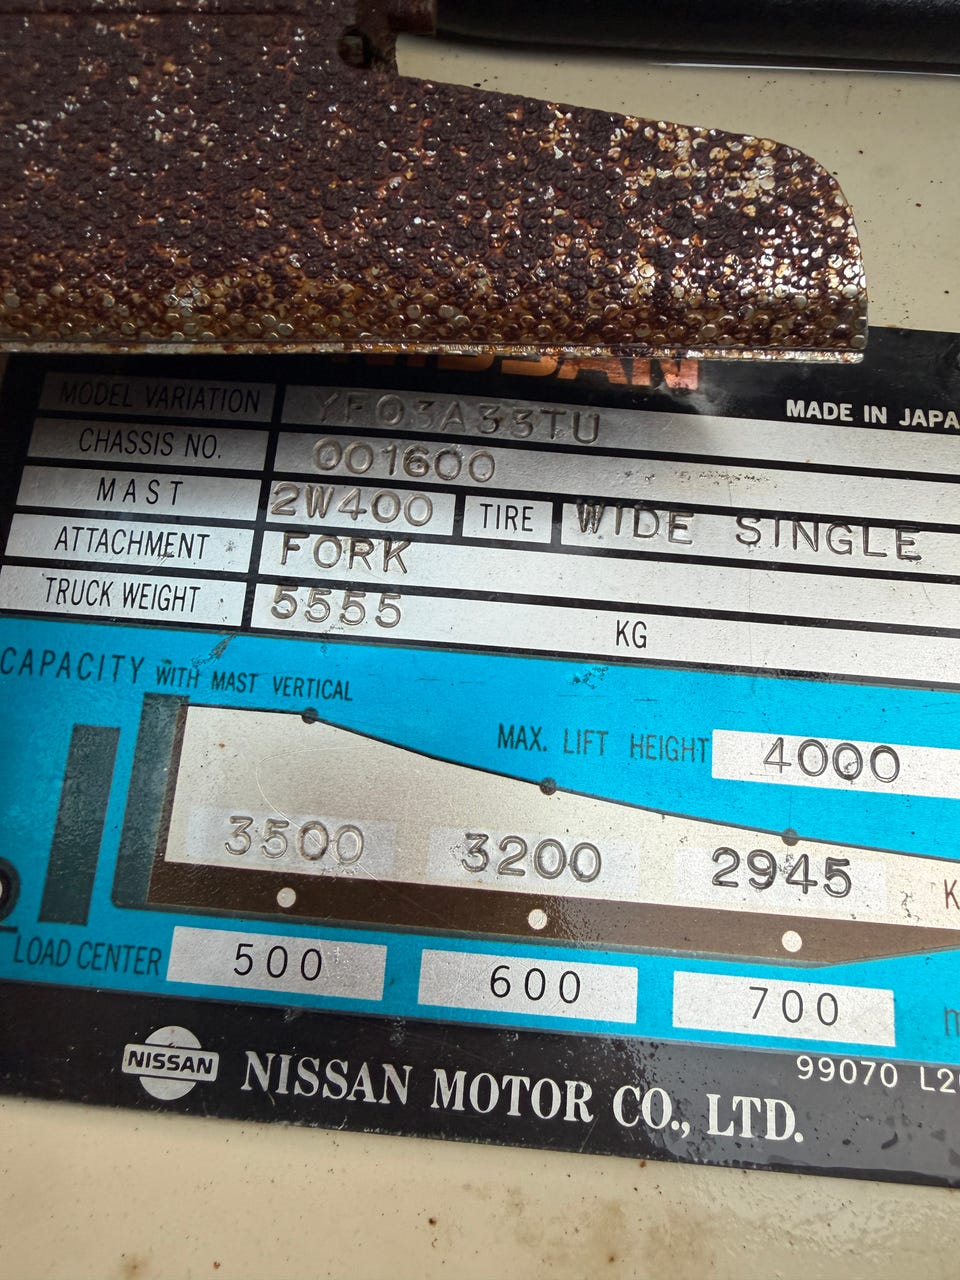 NISSAN
MADE IN JAPA
MODEL VARIATION YF03A33TU
CHASSIS NO. 001600
MAST 2W400 TIRE WIDE SINGLE
ATTACHMENT FORK
TRUCK WEIGHT 5555 KG
CAPACITY WITH MAST VERTICAL
MAX. LIFT HEIGHT 4000
3500 3200 2945 K
LOAD CENTER 500 600 700 m
99070 L2
NISSAN NISSAN MOTOR CO., LTD.